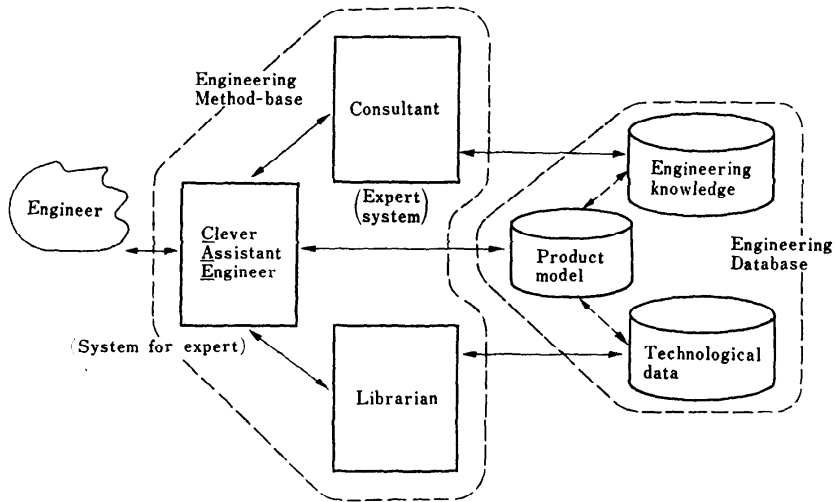 Engineering
Method-base
Consultant
(Expert
system)
Engineer
Clever
Assistant
Engineer
(System for expert)
Librarian
Engineering
knowledge
Product
model
Engineering
Database
Technological
data